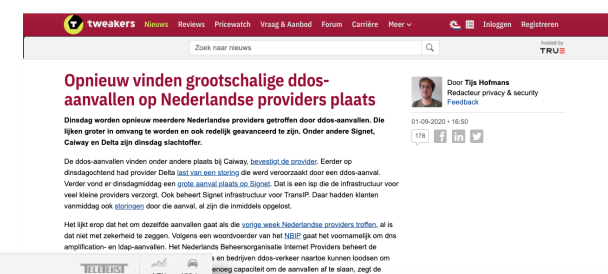 tweakers Nieuws Reviews Pricewatch Vraag & Aanbod Forum Carrière Meer Inloggen Registreren
Zoek naar nieuws
hosted by
TRUE
Opnieuw vinden grootschalige ddos-
aanvallen op Nederlandse providers plaats
Dinsdag worden opnieuw meerdere Nederlandse providers getroffen door ddos-aanvallen. Die
lijken groter in omvang te worden en ook redelijk geavanceerd te zijn. Onder andere Signet,
Caiway en Delta zijn dinsdag slachtoffer.
De ddos-aanvallen vinden onder andere plaats bij Caiway, bevestigt de provider. Eerder op
dinsdagochtend had provider Delta last van een storing die werd veroorzaakt door een ddos-aanval.
Verder vond er dinsdagmiddag een grote aanval plaats op Signet. Dat is een isp die de infrastructuur voor
veel kleine providers verzorgt. Ook beheert Signet infrastructuur voor TransIP. Daar hadden klanten
vanmiddag ook storingen door die aanval, al zijn die inmiddels opgelost.
Het lijkt erop dat het om dezelfde aanvallen gaat als die vorige week Nederlandse providers troffen, al is
dat niet met zekerheid te zeggen. Volgens een woordvoerder van het NBIP gaat het voornamelijk om dns
amplification- en ldap-aanvallen. Het Nederlands Beheersorganisatie Internet Providers beheert de
s en bedrijven ddos-verkeer naartoe kunnen loodsen om
enoeg capaciteit om de aanvallen af te slaan, zegt de
TELETEKST
Door Tijs Hofmans
Redacteur privacy & security
Feedback
01-09-2020 • 16:50
178